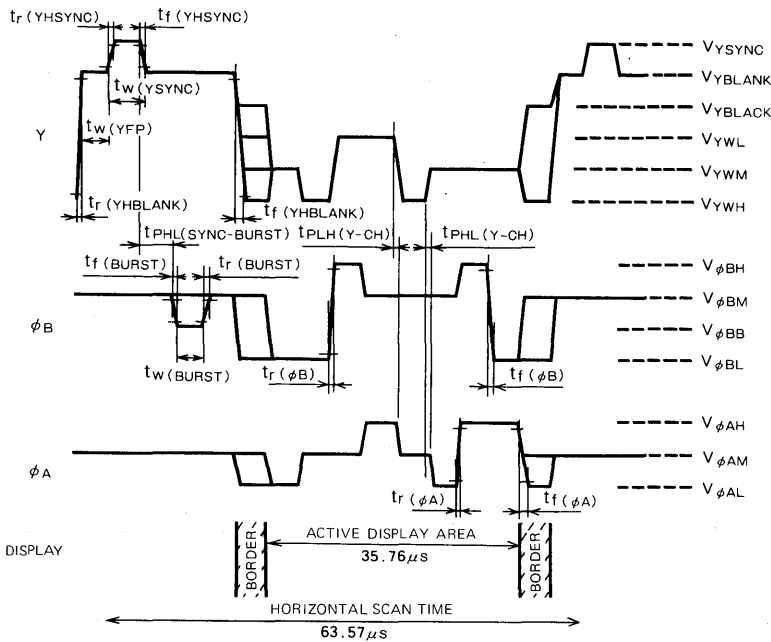 tr (YHSYNC) tf (YHSYNC)
VYSYNC
VYBLANK
tw (YSYNC)
VYBLACK
Y
tw (YFP)
VYWL
VYWM
VYWH
tr (YHBLANK)
tf (YHBLANK)
tPHL(SYNC-BURST) tPLH (Y-CH) tPHL(Y-CH)
tf (BURST) tr (BURST)
VφBH
VφBM
φB
VφBB
VφBL
tw (BURST)
tr (φB) tf (φB)
VφAH
φA
VφAM
VφAL
tr (φA) tf (φA)
DISPLAY
BORDER
ACTIVE DISPLAY AREA
35.76μs
BORDER
HORIZONTAL SCAN TIME
63.57μs